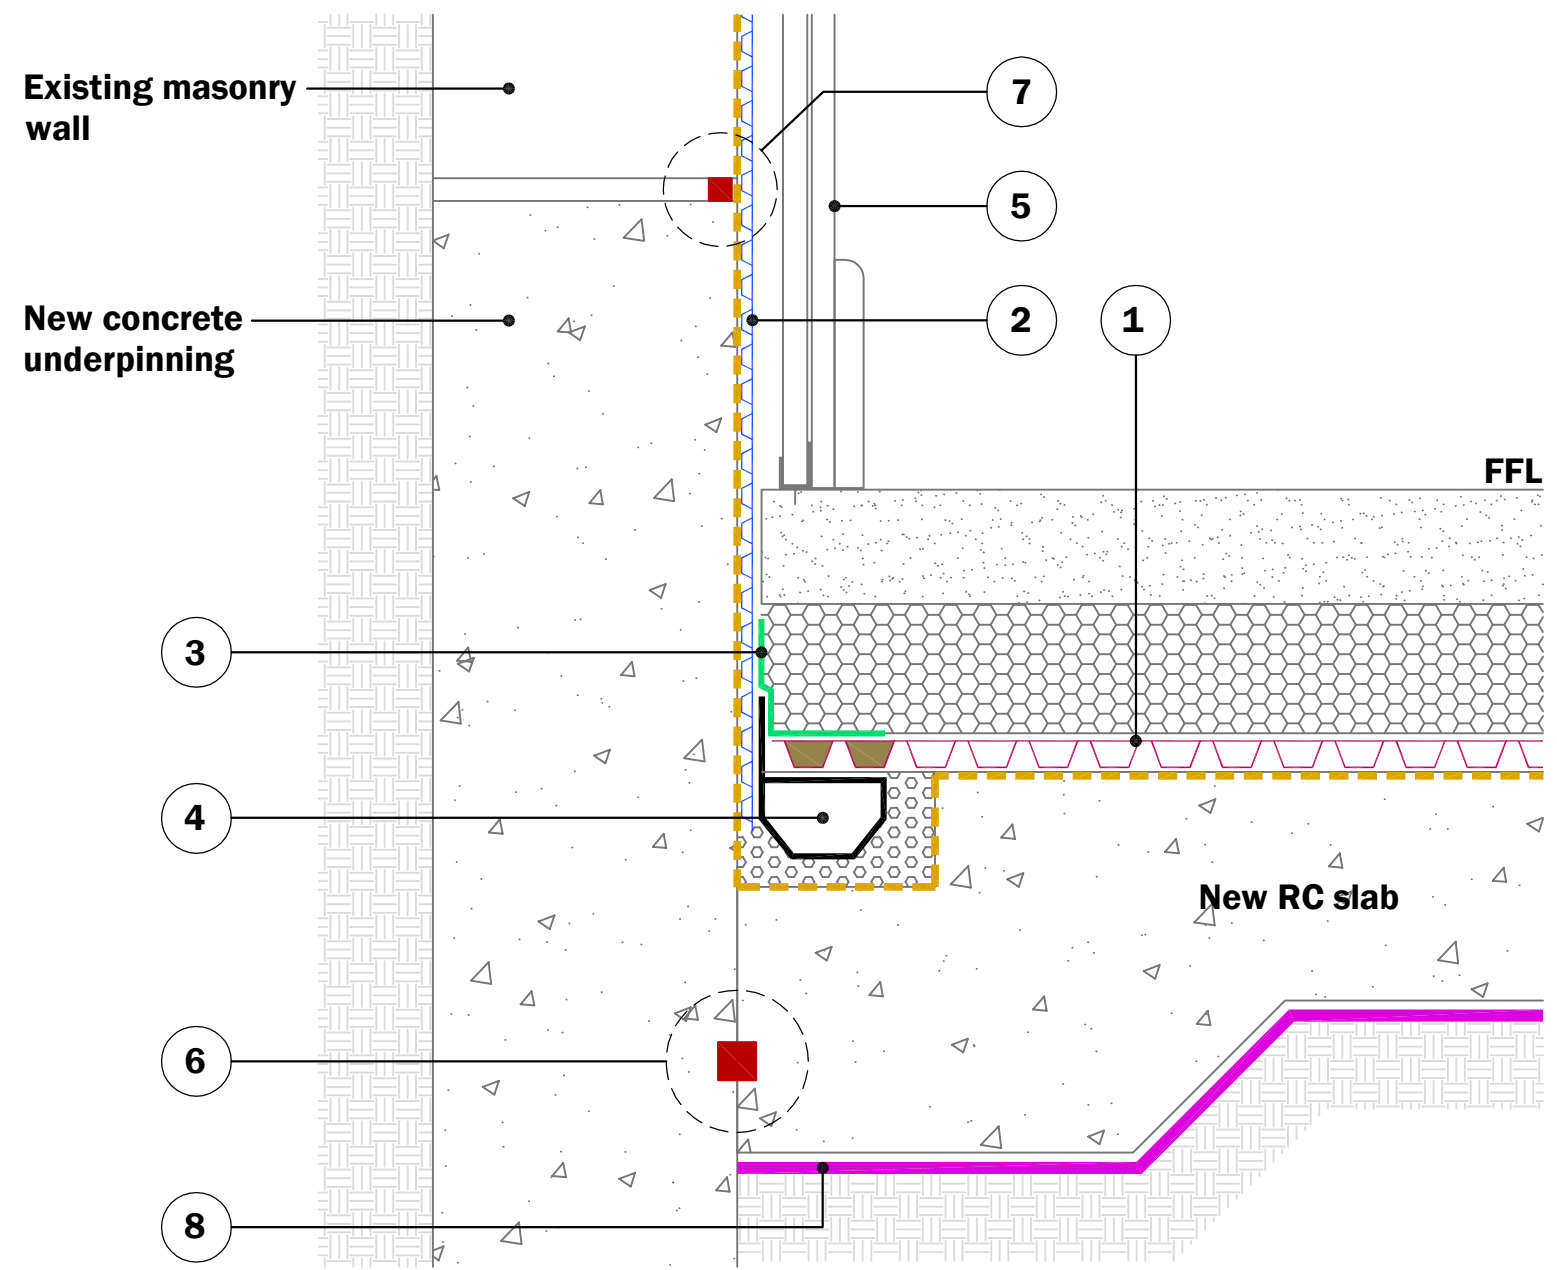 Existing masonry
wall
7
5
New concrete
underpinning
2
1
FFL
3
4
New RC slab
6
8